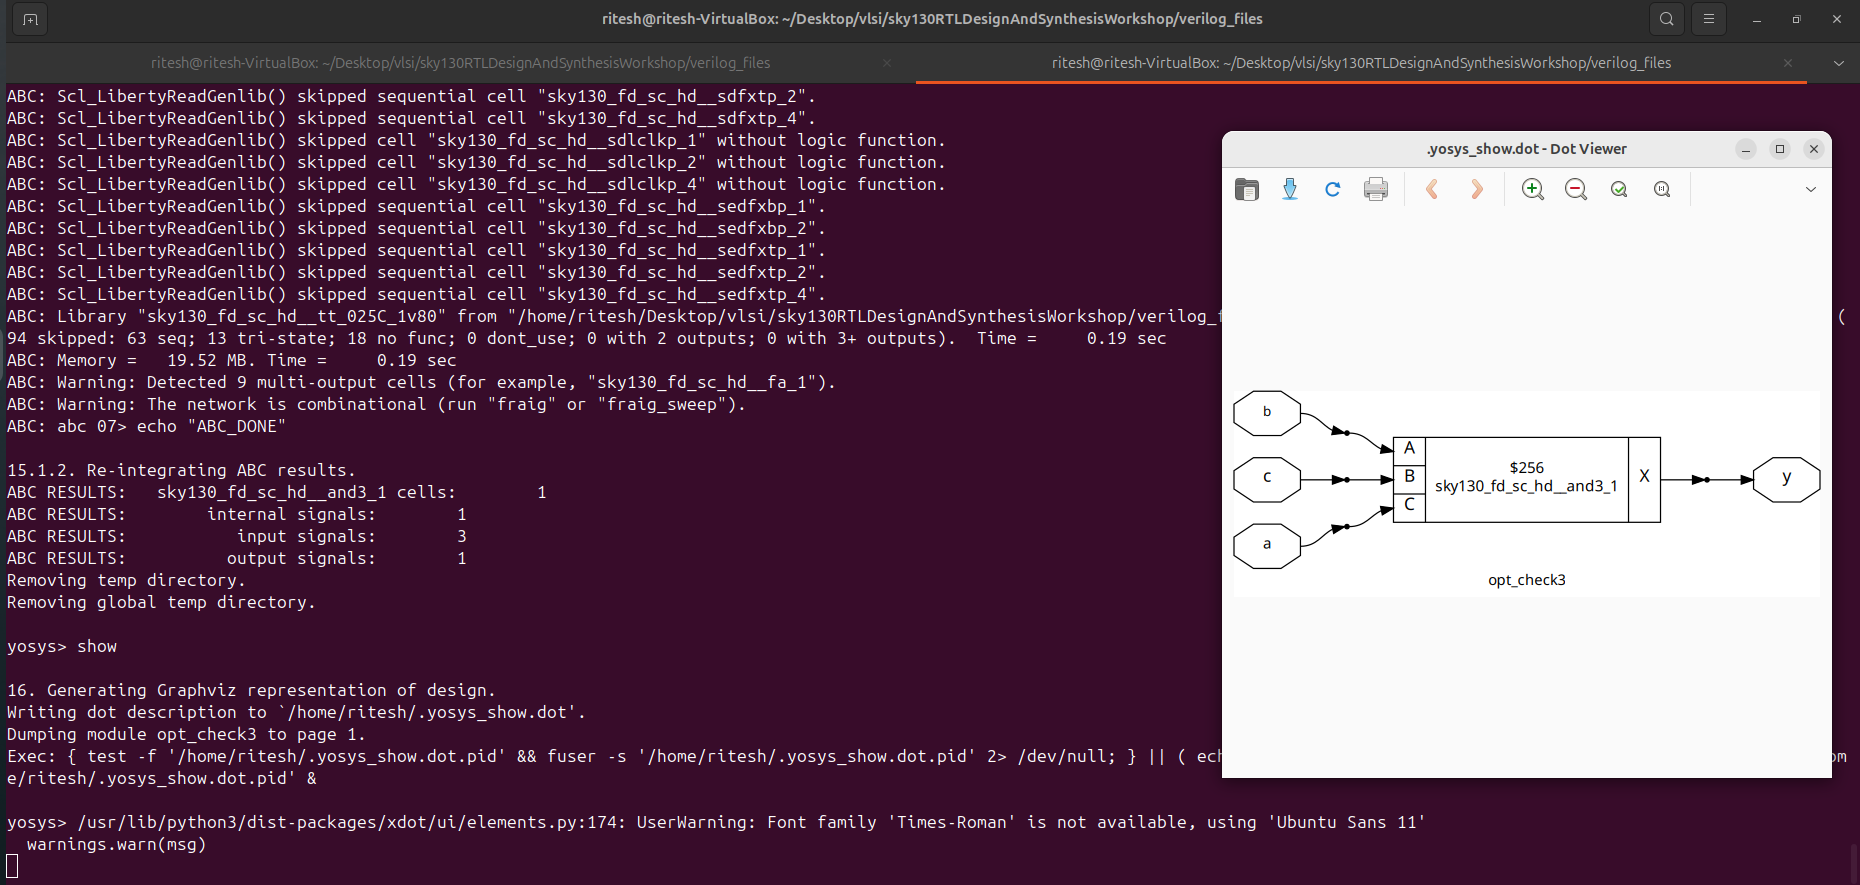 ritesh@ritesh-VirtualBox: ~/Desktop/vlsi/sky130RTLDesignAndSynthesisWorkshop/verilog_files
ritesh@ritesh-VirtualBox: ~/Desktop/vlsi/sky130RTLDesignAndSynthesisWorkshop/verilog_files
ritesh@ritesh-VirtualBox: ~/Desktop/vlsi/sky130RTLDesignAndSynthesisWorkshop/verilog_files
ABC: Scl_LibertyReadGenlib() skipped sequential cell "sky130_fd_sc_hd__sdfxtp_2".
ABC: Scl_LibertyReadGenlib() skipped sequential cell "sky130_fd_sc_hd__sdfxtp_4".
ABC: Scl_LibertyReadGenlib() skipped cell "sky130_fd_sc_hd__sdlclkp_1" without logic function.
ABC: Scl_LibertyReadGenlib() skipped cell "sky130_fd_sc_hd__sdlclkp_2" without logic function.
ABC: Scl_LibertyReadGenlib() skipped cell "sky130_fd_sc_hd__sdlclkp_4" without logic function.
ABC: Scl_LibertyReadGenlib() skipped sequential cell "sky130_fd_sc_hd__sedfxbp_1".
ABC: Scl_LibertyReadGenlib() skipped sequential cell "sky130_fd_sc_hd__sedfxbp_2".
ABC: Scl_LibertyReadGenlib() skipped sequential cell "sky130_fd_sc_hd__sedfxtp_1".
ABC: Scl_LibertyReadGenlib() skipped sequential cell "sky130_fd_sc_hd__sedfxtp_2".
ABC: Scl_LibertyReadGenlib() skipped sequential cell "sky130_fd_sc_hd__sedfxtp_4".
ABC: Library "sky130_fd_sc_hd__tt_025C_1v80" from "/home/ritesh/Desktop/vlsi/sky130RTLDesignAndSynthesisWorkshop/verilog_f (
94 skipped: 63 seq; 13 tri-state; 18 no func; 0 dont_use; 0 with 2 outputs; 0 with 3+ outputs).  Time =     0.19 sec
ABC: Memory =   19.52 MB. Time =     0.19 sec
ABC: Warning: Detected 9 multi-output cells (for example, "sky130_fd_sc_hd__fa_1").
ABC: Warning: The network is combinational (run "fraig" or "fraig_sweep").
ABC: abc 07> echo "ABC_DONE"
15.1.2. Re-integrating ABC results.
ABC RESULTS:   sky130_fd_sc_hd__and3_1 cells:        1
ABC RESULTS:        internal signals:        1
ABC RESULTS:           input signals:        3
ABC RESULTS:          output signals:        1
Removing temp directory.
Removing global temp directory.
yosys> show
16. Generating Graphviz representation of design.
Writing dot description to `/home/ritesh/.yosys_show.dot'.
Dumping module opt_check3 to page 1.
Exec: { test -f '/home/ritesh/.yosys_show.dot.pid' && fuser -s '/home/ritesh/.yosys_show.dot.pid' 2> /dev/null; } || ( ech om
e/ritesh/.yosys_show.dot.pid' &
yosys> /usr/lib/python3/dist-packages/xdot/ui/elements.py:174: UserWarning: Font family 'Times-Roman' is not available, using 'Ubuntu Sans 11'
  warnings.warn(msg)
.yosys_show.dot - Dot Viewer
b
c
a
A
B
C
$256
sky130_fd_sc_hd__and3_1
X
y
opt_check3